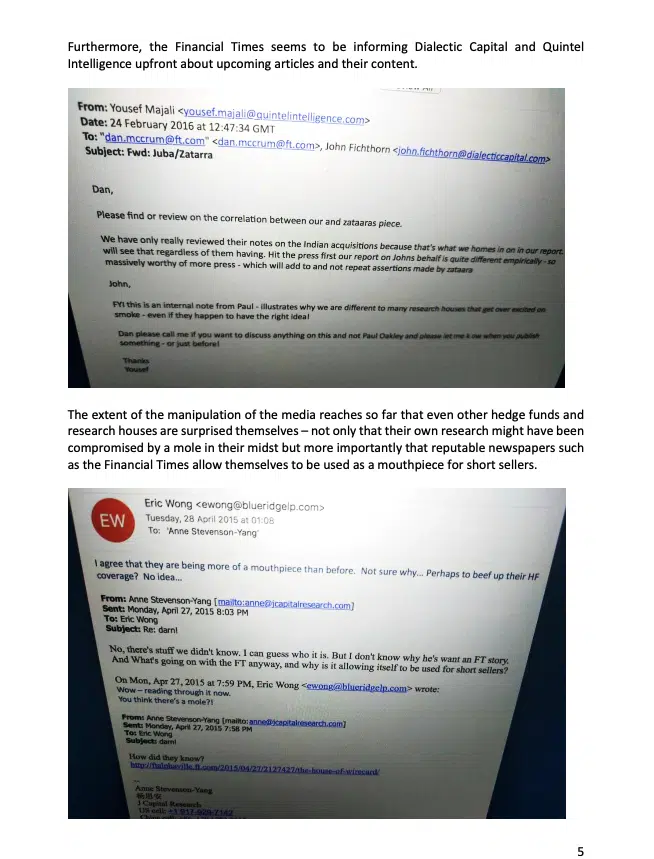 Furthermore, the Financial Times seems to be informing Dialectic Capital and Quintel
Intelligence upfront about upcoming articles and their content.
From: Yousef Majali <yousef.majali@quintelintelligence.com>
Date: 24 February 2016 at 12:47:34 GMT
To: "dan.mccrum@ft.com" <dan.mccrum@ft.com>, John Fichthorn <john.fichthorn@dialecticcapital.com>
Subject: Fwd: Juba/Zatarra
Dan,
Please find or review on the correlation between our and zataaras piece.
We have only really reviewed their notes on the Indian acquisitions because that's what we homes in on in our report.
will see that regardless of them having. Hit the press first our report on Johns behalf is quite different empirically - so
massively worthy of more press - which will add to and not repeat assertions made by zataara
John,
FYI this is an internal note from Paul - illustrates why we are different to many research houses that get over excited on
smoke - even if they happen to have the right idea!
Dan please call me if you want to discuss anything on this and not Paul Oakley and please let me k ow when you publish
something - or just before!
Thanks
Yousef
The extent of the manipulation of the media reaches so far that even other hedge funds and
research houses are surprised themselves – not only that their own research might have been
compromised by a mole in their midst but more importantly that reputable newspapers such
as the Financial Times allow themselves to be used as a mouthpiece for short sellers.
EW
Eric Wong <ewong@blueridgelp.com>
Tuesday, 28 April 2015 at 01:08
To: 'Anne Stevenson-Yang'
I agree that they are being more of a mouthpiece than before. Not sure why... Perhaps to beef up their HF
coverage? No idea...
From: Anne Stevenson-Yang [mailto:anne@jcapitalresearch.com]
Sent: Monday, April 27, 2015 8:03 PM
To: Eric Wong
Subject: Re: darn!
No, there's stuff we didn't know. I can guess who it is. But I don't know why he's want an FT story.
And What's going on with the FT anyway, and why is it allowing itself to be used for short sellers?
On Mon, Apr 27, 2015 at 7:59 PM, Eric Wong <ewong@blueridgelp.com> wrote:
Wow – reading through it now.
You think there's a mole?!
From: Anne Stevenson-Yang [mailto:anne@jcapitalresearch.com]
Sent: Monday, April 27, 2015 7:58 PM
To: Eric Wong
Subject: darn!
How did they know?
http://ftalphaville.ft.com/2015/04/27/2127427/the-house-of-wirecard/
--
Anne Stevenson-Yang
J Capital Research
5